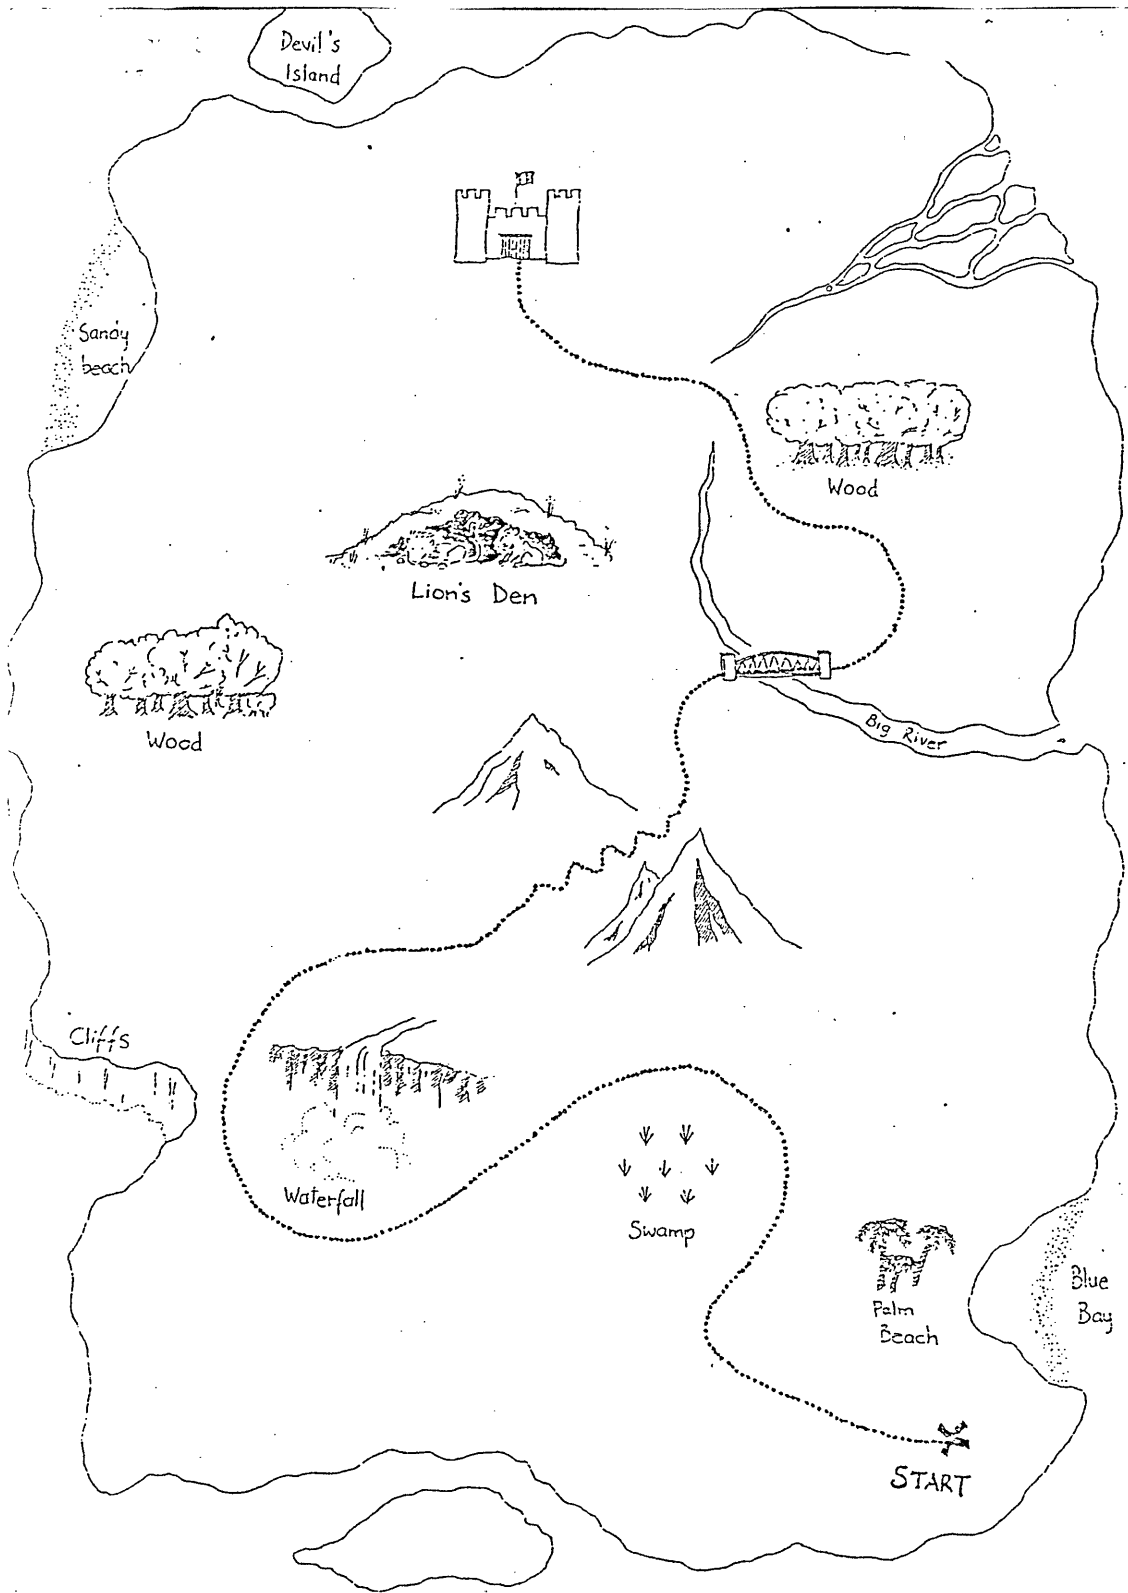 Devil's
Island
Sandy
beach
Wood
Lion's Den
Wood
Big River
Cliffs
Waterfall
Swamp
Blue
Bay
Palm
Beach
START